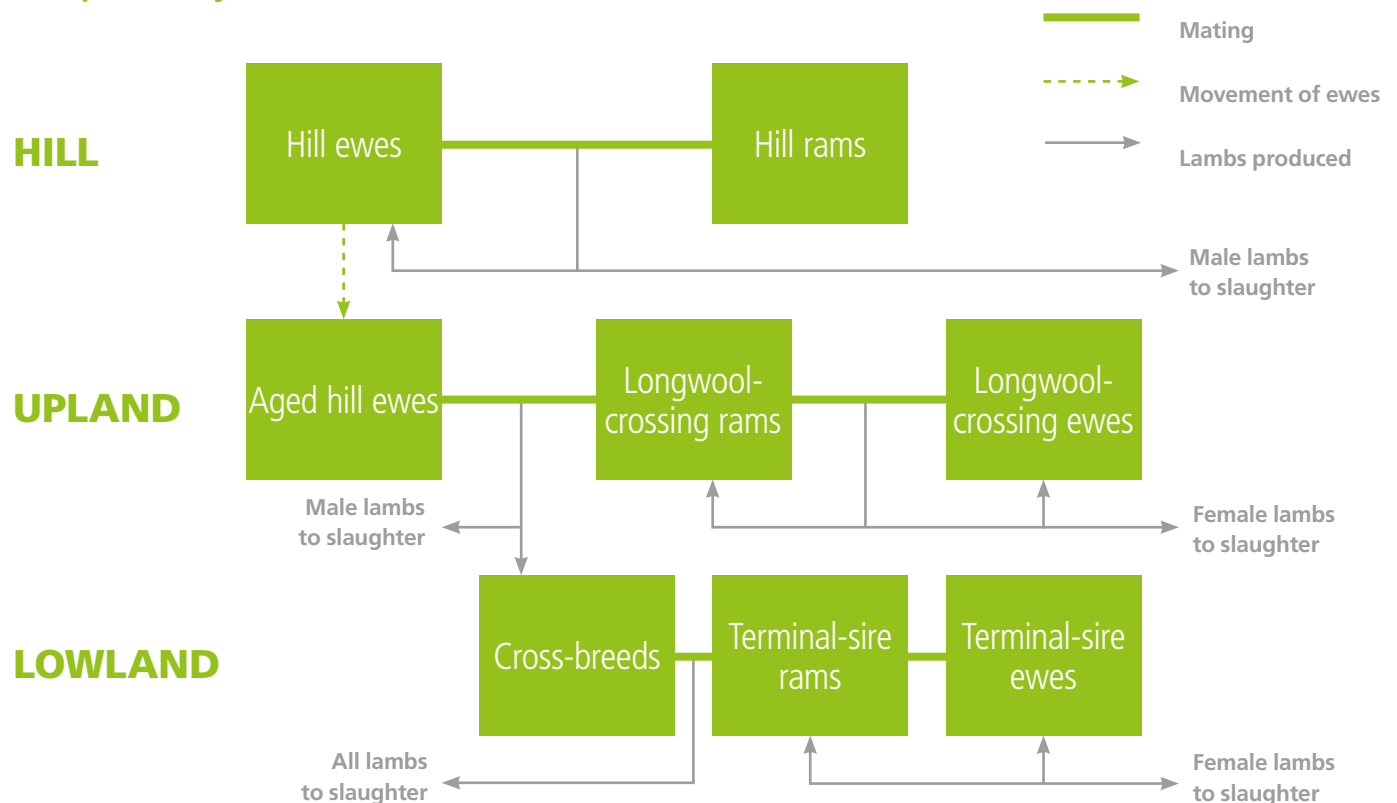 Mating
Movement of ewes
Lambs produced
HILL
Hill ewes
Hill rams
Male lambs
to slaughter
UPLAND
Aged hill ewes
Longwool-
crossing rams
Longwool-
crossing ewes
Male lambs
to slaughter
Female lambs
to slaughter
LOWLAND
Cross-breeds
Terminal-sire
rams
Terminal-sire
ewes
All lambs
to slaughter
Female lambs
to slaughter